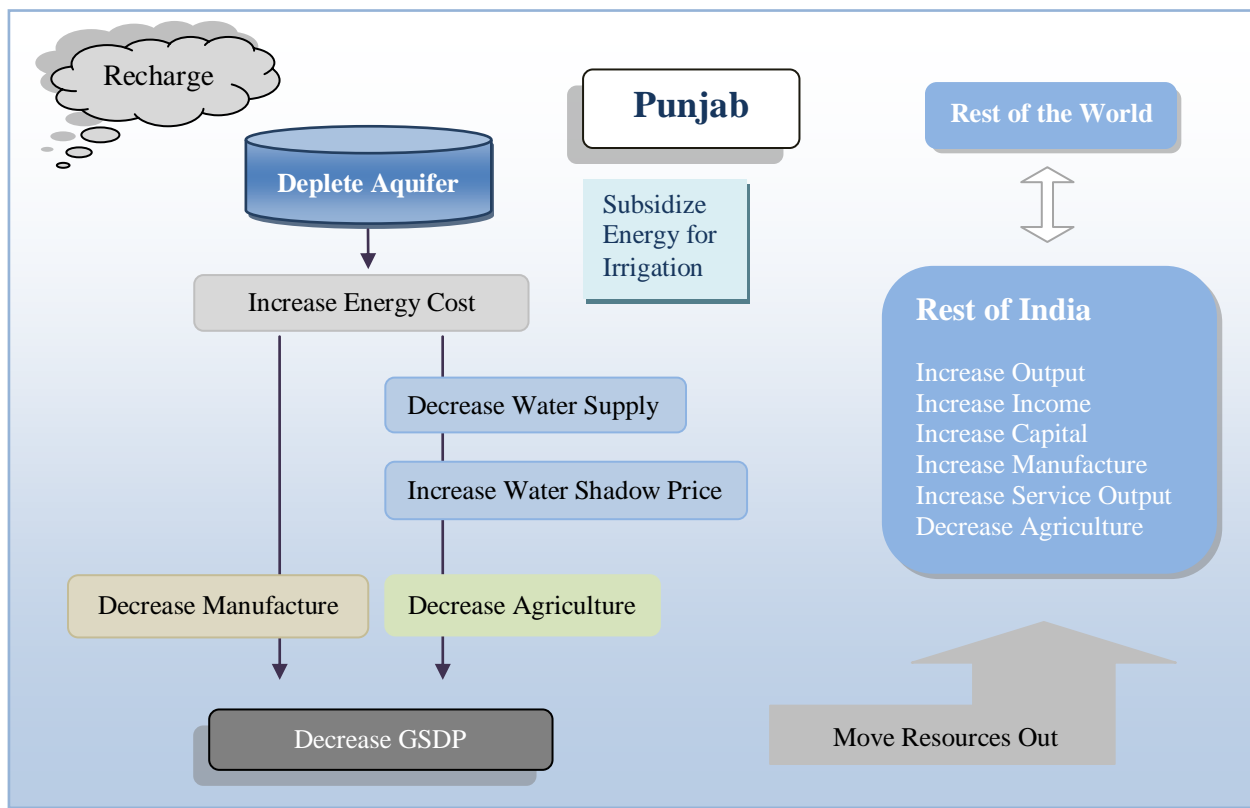 Recharge
Deplete Aquifer
Increase Energy Cost
Decrease Water Supply
Increase Water Shadow Price
Decrease Manufacture
Decrease Agriculture
Decrease GSDP
Punjab
Subsidize
Energy for
Irrigation
Rest of the World
Rest of India
Increase Output
Increase Income
Increase Capital
Increase Manufacture
Increase Service Output
Decrease Agriculture
Move Resources Out